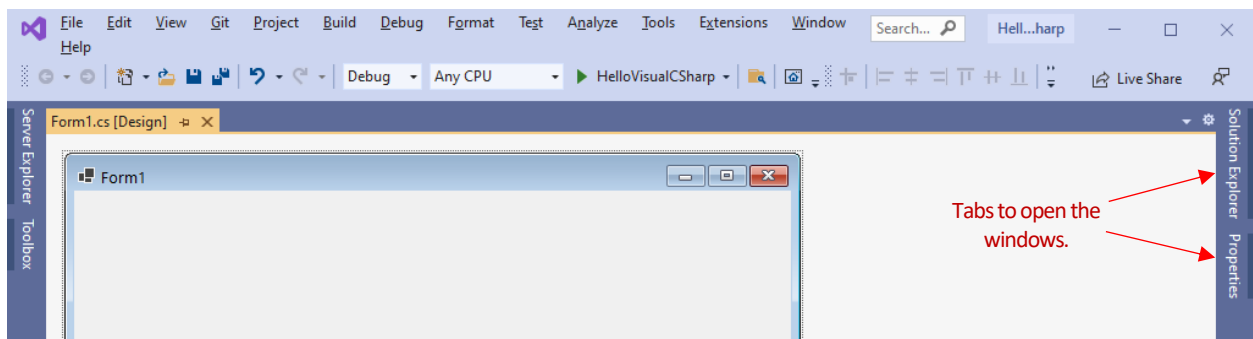 File Edit View Git Project Build Debug Format Test Analyze Tools Extensions Window Search... Hell...harp
Help
Debug Any CPU HelloVisualCSharp Live Share
Form1.cs [Design]
Server Explorer
Toolbox
Form1
Tabs to open the
windows.
Solution Explorer
Properties